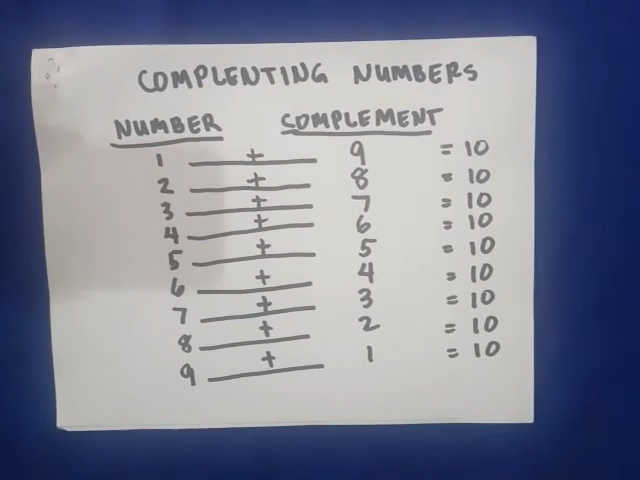 COMPLENTING NUMBERS
NUMBER COMPLEMENT
1 + 9 = 10
2 + 8 = 10
3 + 7 = 10
4 + 6 = 10
5 + 5 = 10
6 + 4 = 10
7 + 3 = 10
8 + 2 = 10
9 + 1 = 10